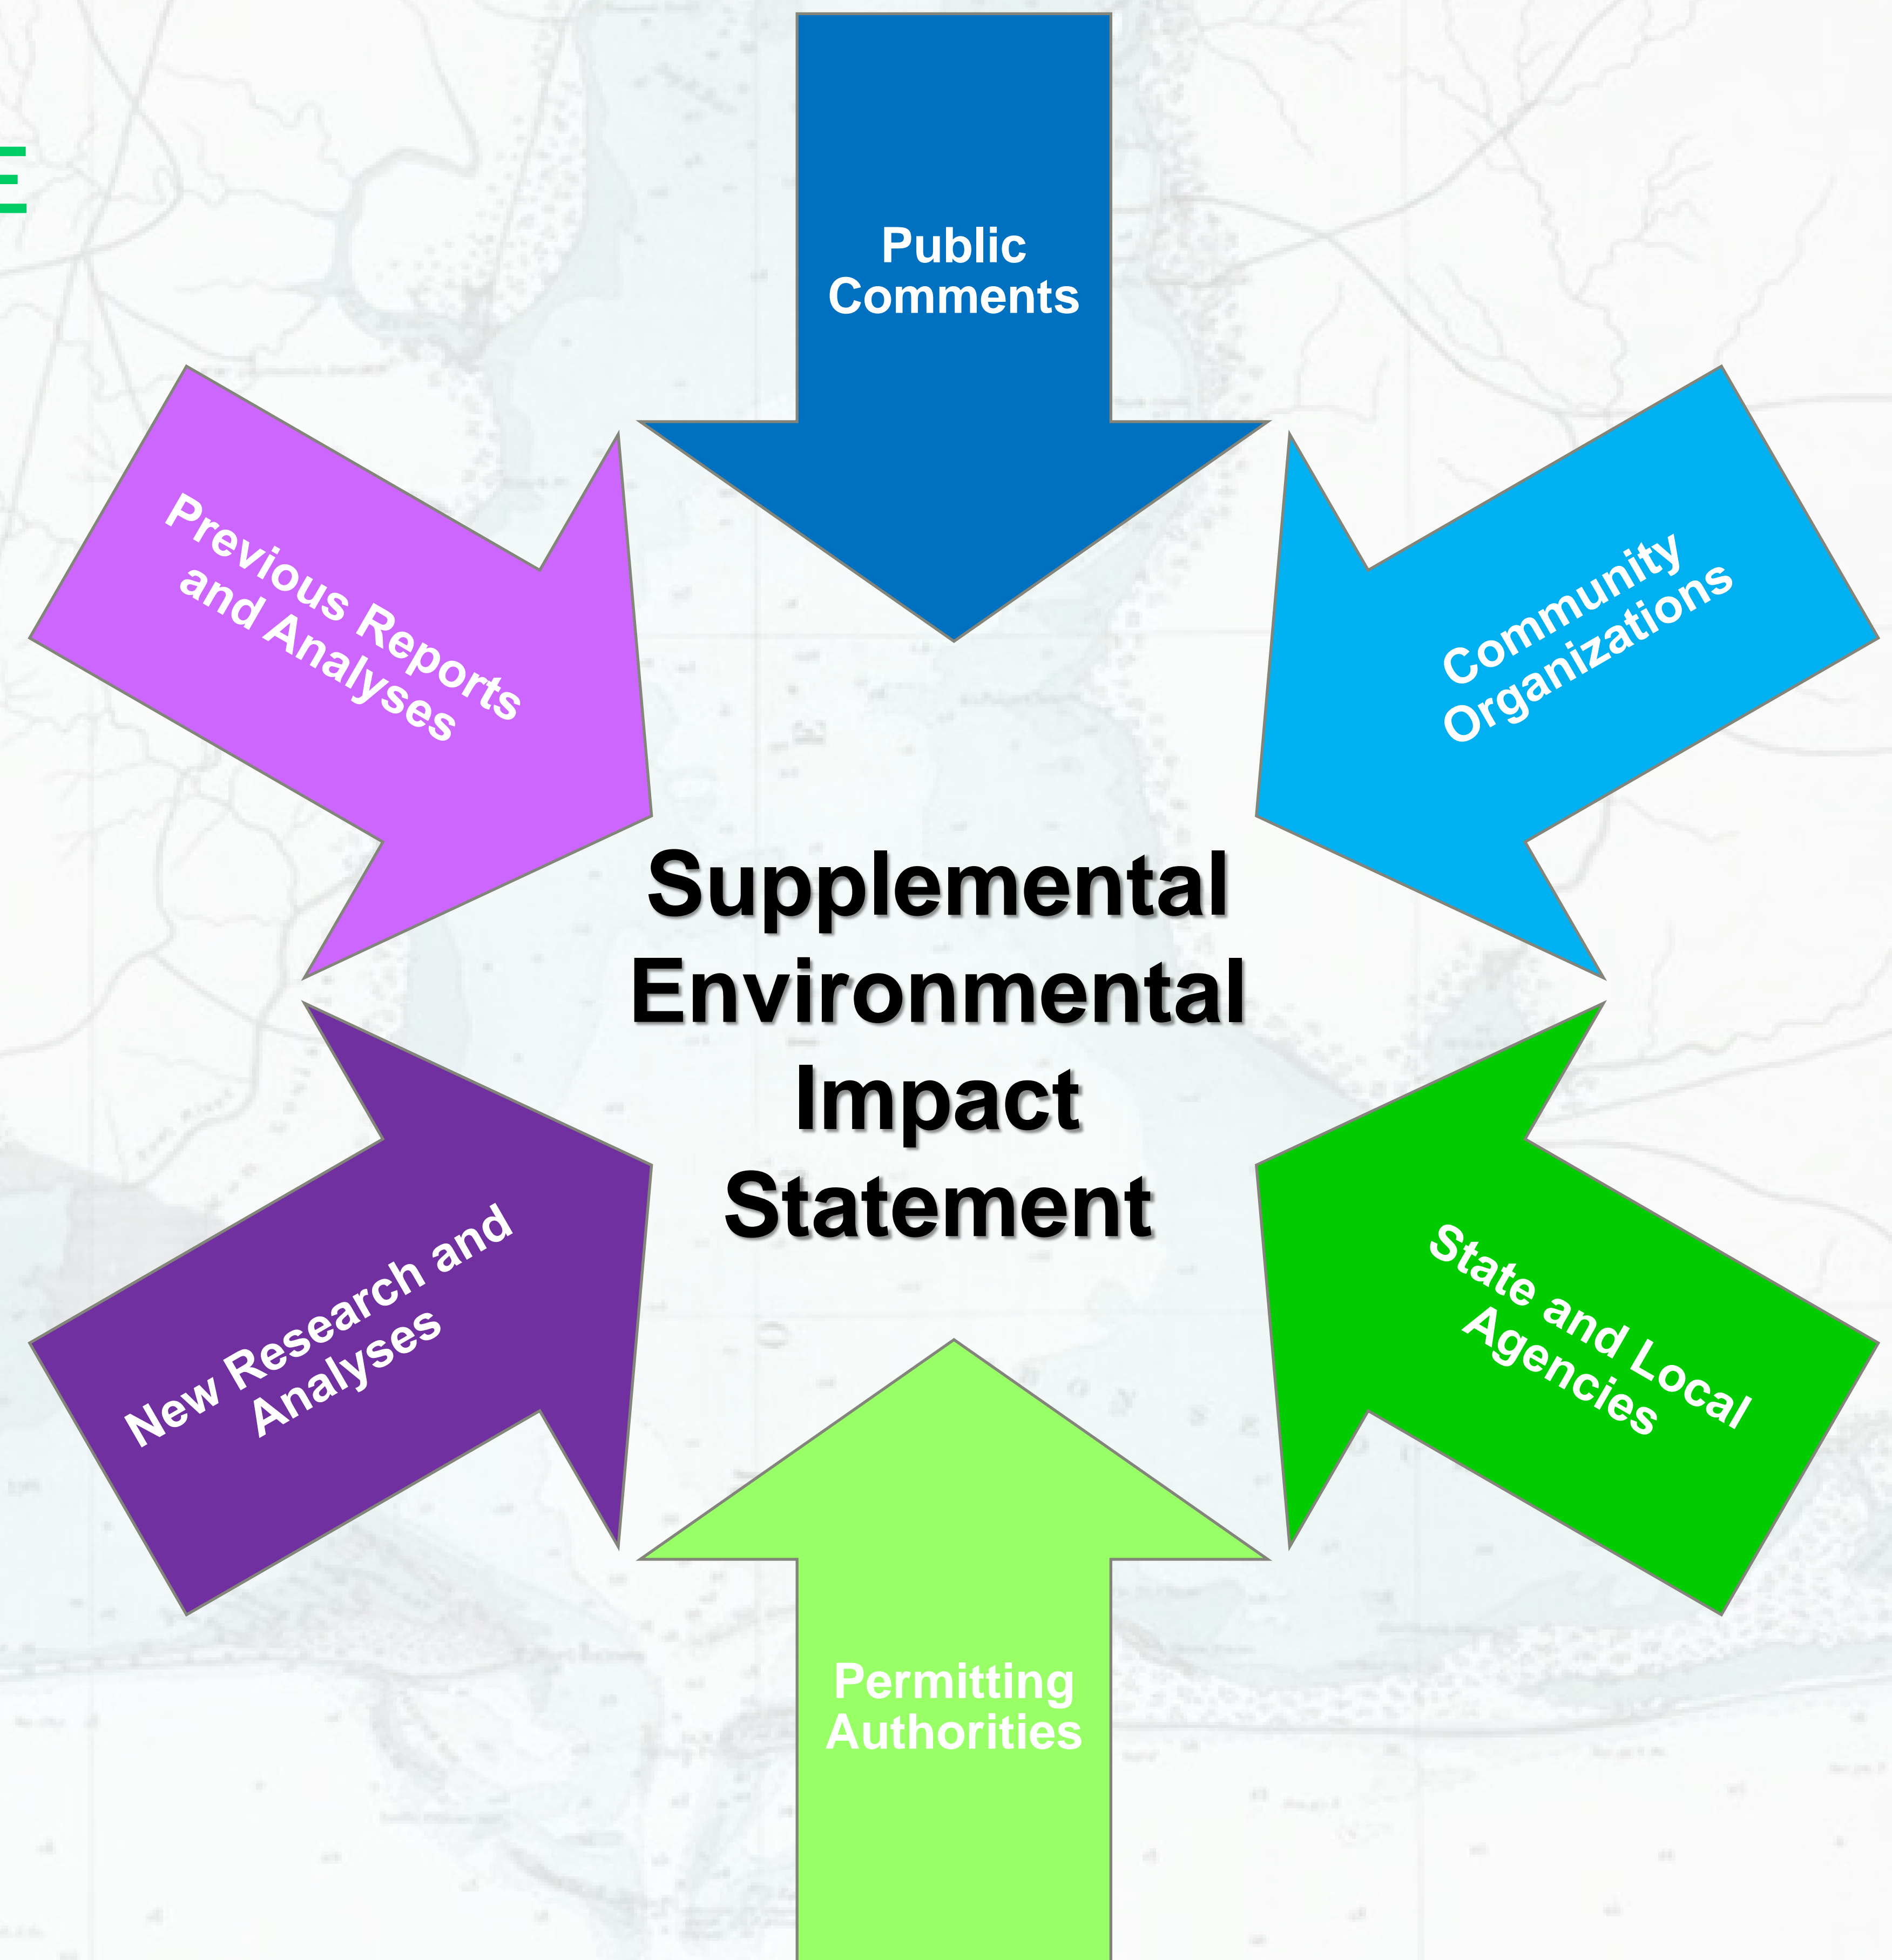 E
Public
Comments
Previous Reports
and Analyses
Community
Organizations
Supplemental
Environmental
Impact
Statement
New Research and
Analyses
State and Local
Agencies
Permitting
Authorities